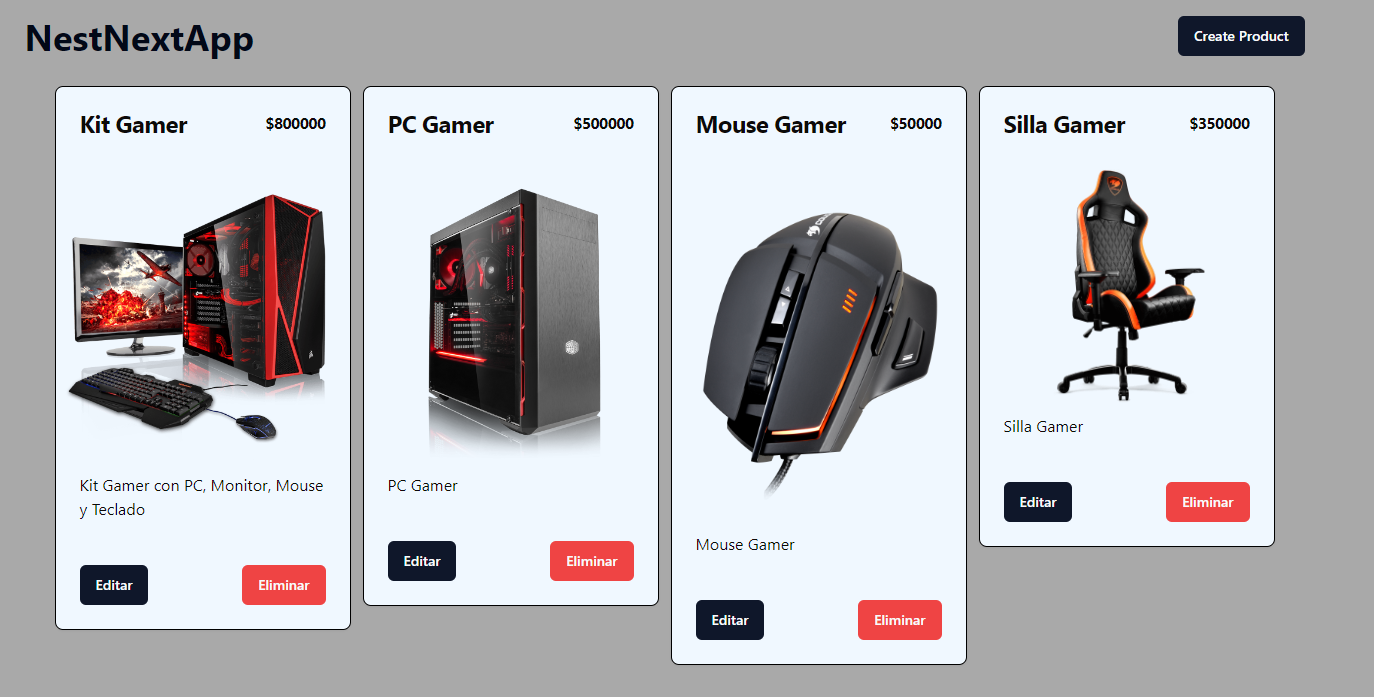 NestNextApp
Create Product
Kit Gamer
$800000
Kit Gamer con PC, Monitor, Mouse
y Teclado
Editar
Eliminar
PC Gamer
$500000
PC Gamer
Editar
Eliminar
Mouse Gamer
$50000
Mouse Gamer
Editar
Eliminar
Silla Gamer
$350000
Silla Gamer
Editar
Eliminar